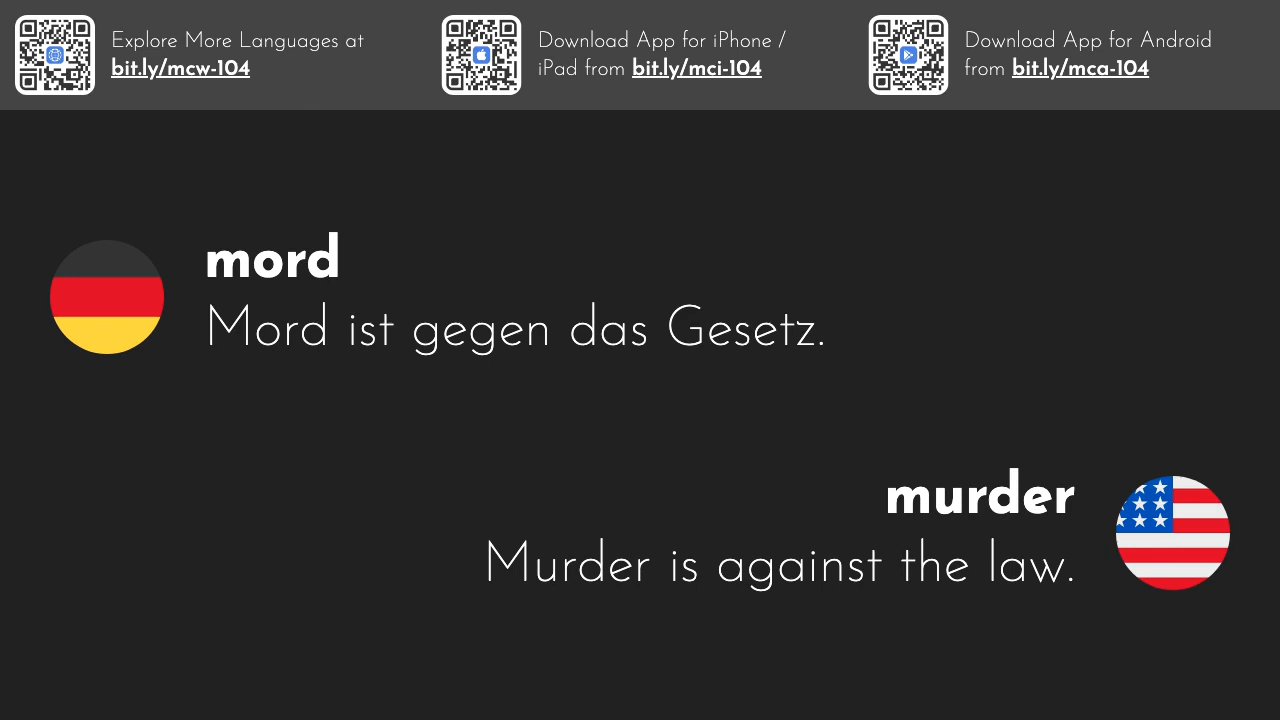 Explore More Languages at
bit.ly/mcw-104
Download App for iPhone /
iPad from bit.ly/mci-104
Download App for Android
from bit.ly/mca-104
mord
Mord ist gegen das Gesetz.
murder
Murder is against the law.